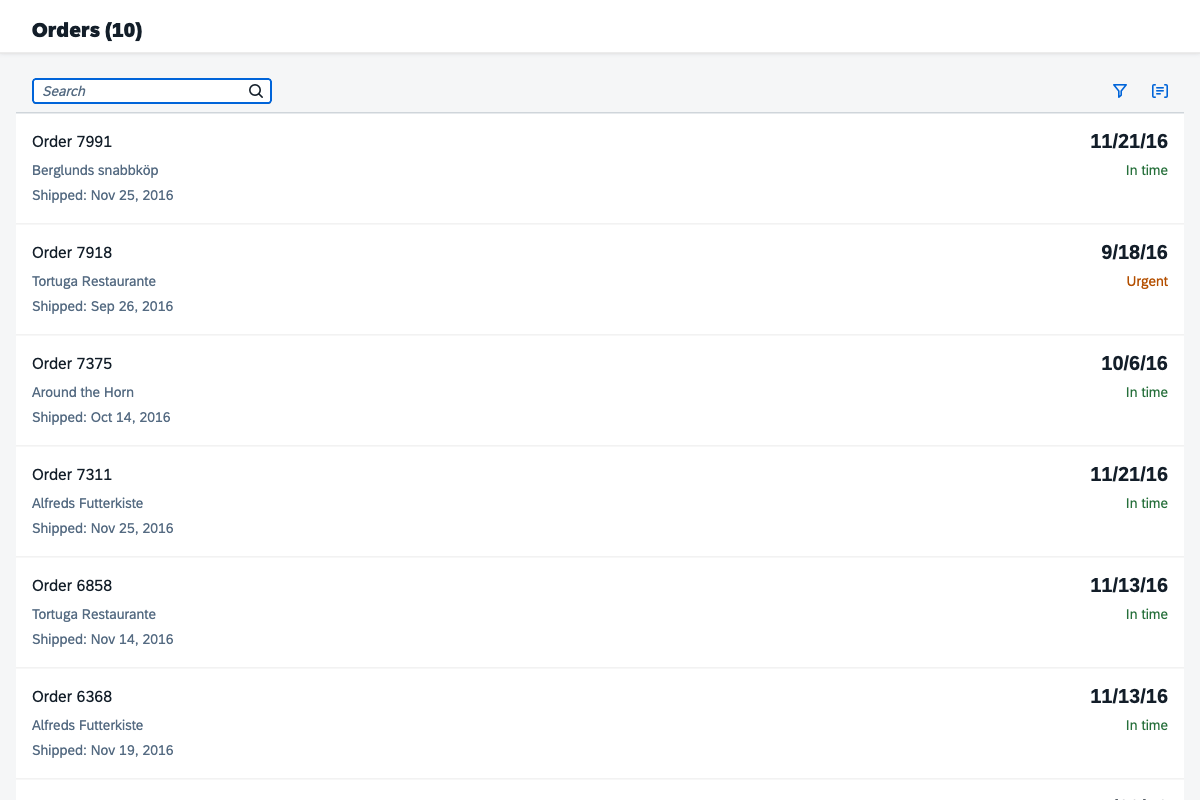 Orders (10)
Search
Order 7991
11/21/16
Berglunds snabbköp
In time
Shipped: Nov 25, 2016
Order 7918
9/18/16
Tortuga Restaurante
Urgent
Shipped: Sep 26, 2016
Order 7375
10/6/16
Around the Horn
In time
Shipped: Oct 14, 2016
Order 7311
11/21/16
Alfreds Futterkiste
In time
Shipped: Nov 25, 2016
Order 6858
11/13/16
Tortuga Restaurante
In time
Shipped: Nov 14, 2016
Order 6368
11/13/16
Alfreds Futterkiste
In time
Shipped: Nov 19, 2016